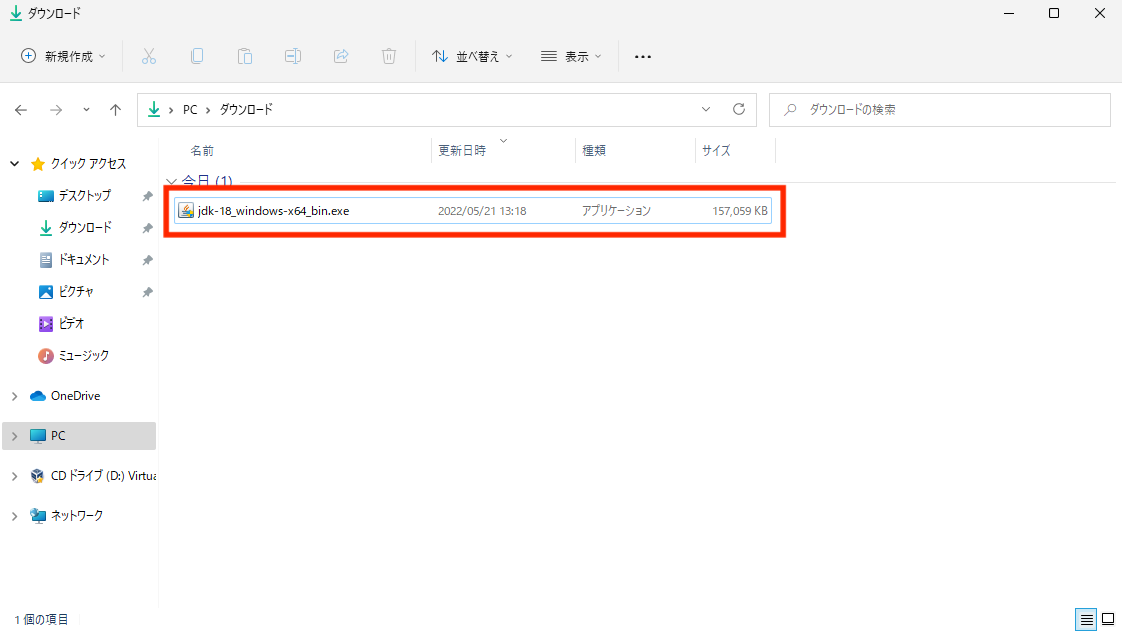 ダウンロード
新規作成 並べ替え 表示
PC ダウンロード ダウンロードの検索
名前 更新日時 種類 サイズ
クイック アクセス
今日 (1)
デスクトップ
jdk-18_windows-x64_bin.exe 2022/05/21 13:18 アプリケーション 157,059 KB
ダウンロード
ドキュメント
ピクチャ
ビデオ
ミュージック
OneDrive
PC
CD ドライブ (D:) Virtua
ネットワーク
1 個の項目